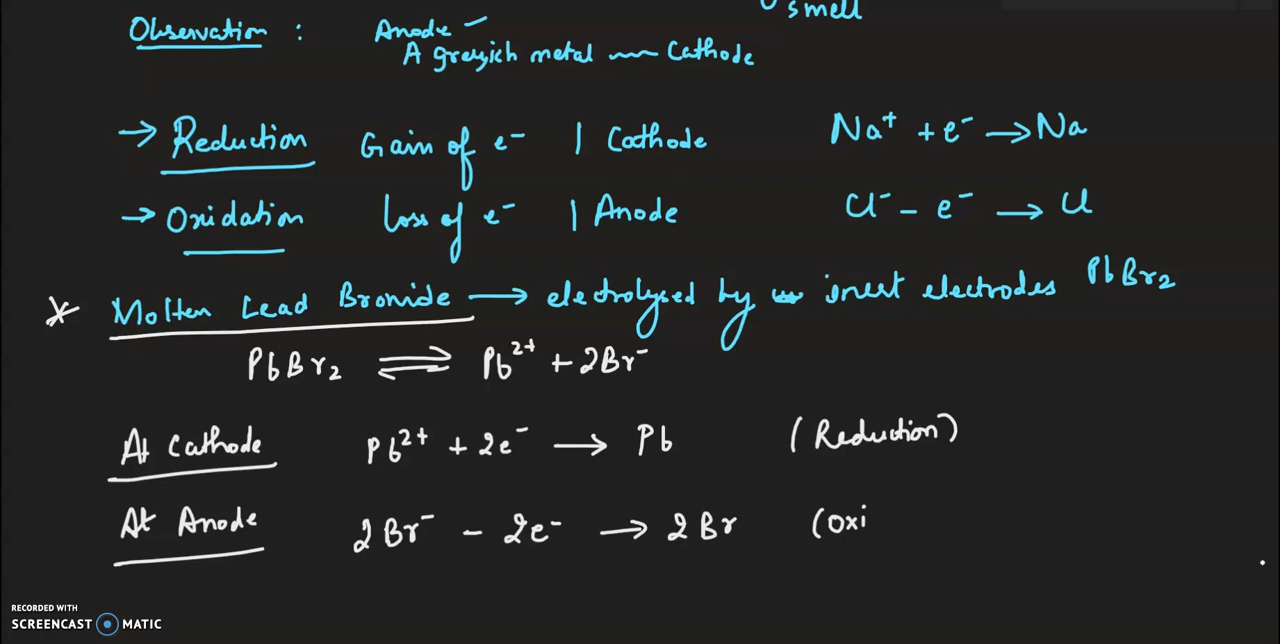 smell
Observation : Anode -
A greyich metal — Cathode
→ Reduction Gain of e⁻ | Cathode Na⁺ + e⁻ → Na
→ Oxidation loss of e⁻ | Anode Cl⁻ - e⁻ → Cl
* Molten Lead Bromide → electrolysed by inert electrodes PbBr₂
PbBr₂ ⇌ Pb²⁺ + 2Br⁻
At Cathode Pb²⁺ + 2e⁻ → Pb (Reduction)
At Anode 2Br⁻ - 2e⁻ → 2Br (Oxi
RECORDED WITH
SCREENCAST MATIC